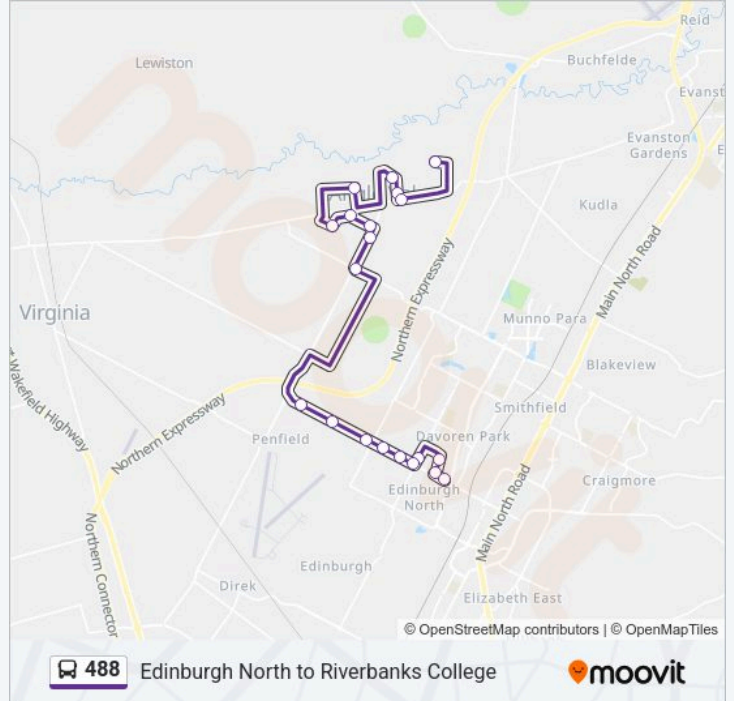 Reid
Lewiston
Buchfelde
Evanst
Evanston
Gardens
E
Kudla
Main North Road
Northern Expressway
Virginia
Munno Para
rt Wakefield Highway
Blakeview
Smithfield
Northern Expressway
Penfield
Davoren Park
Craigmore
Edinburgh
North
Main North Road
Northern Connector
Edinburgh
Direk
Elizabeth East
moovit
© OpenStreetMap contributors | © OpenMapTiles
488 Edinburgh North to Riverbanks College
moovit